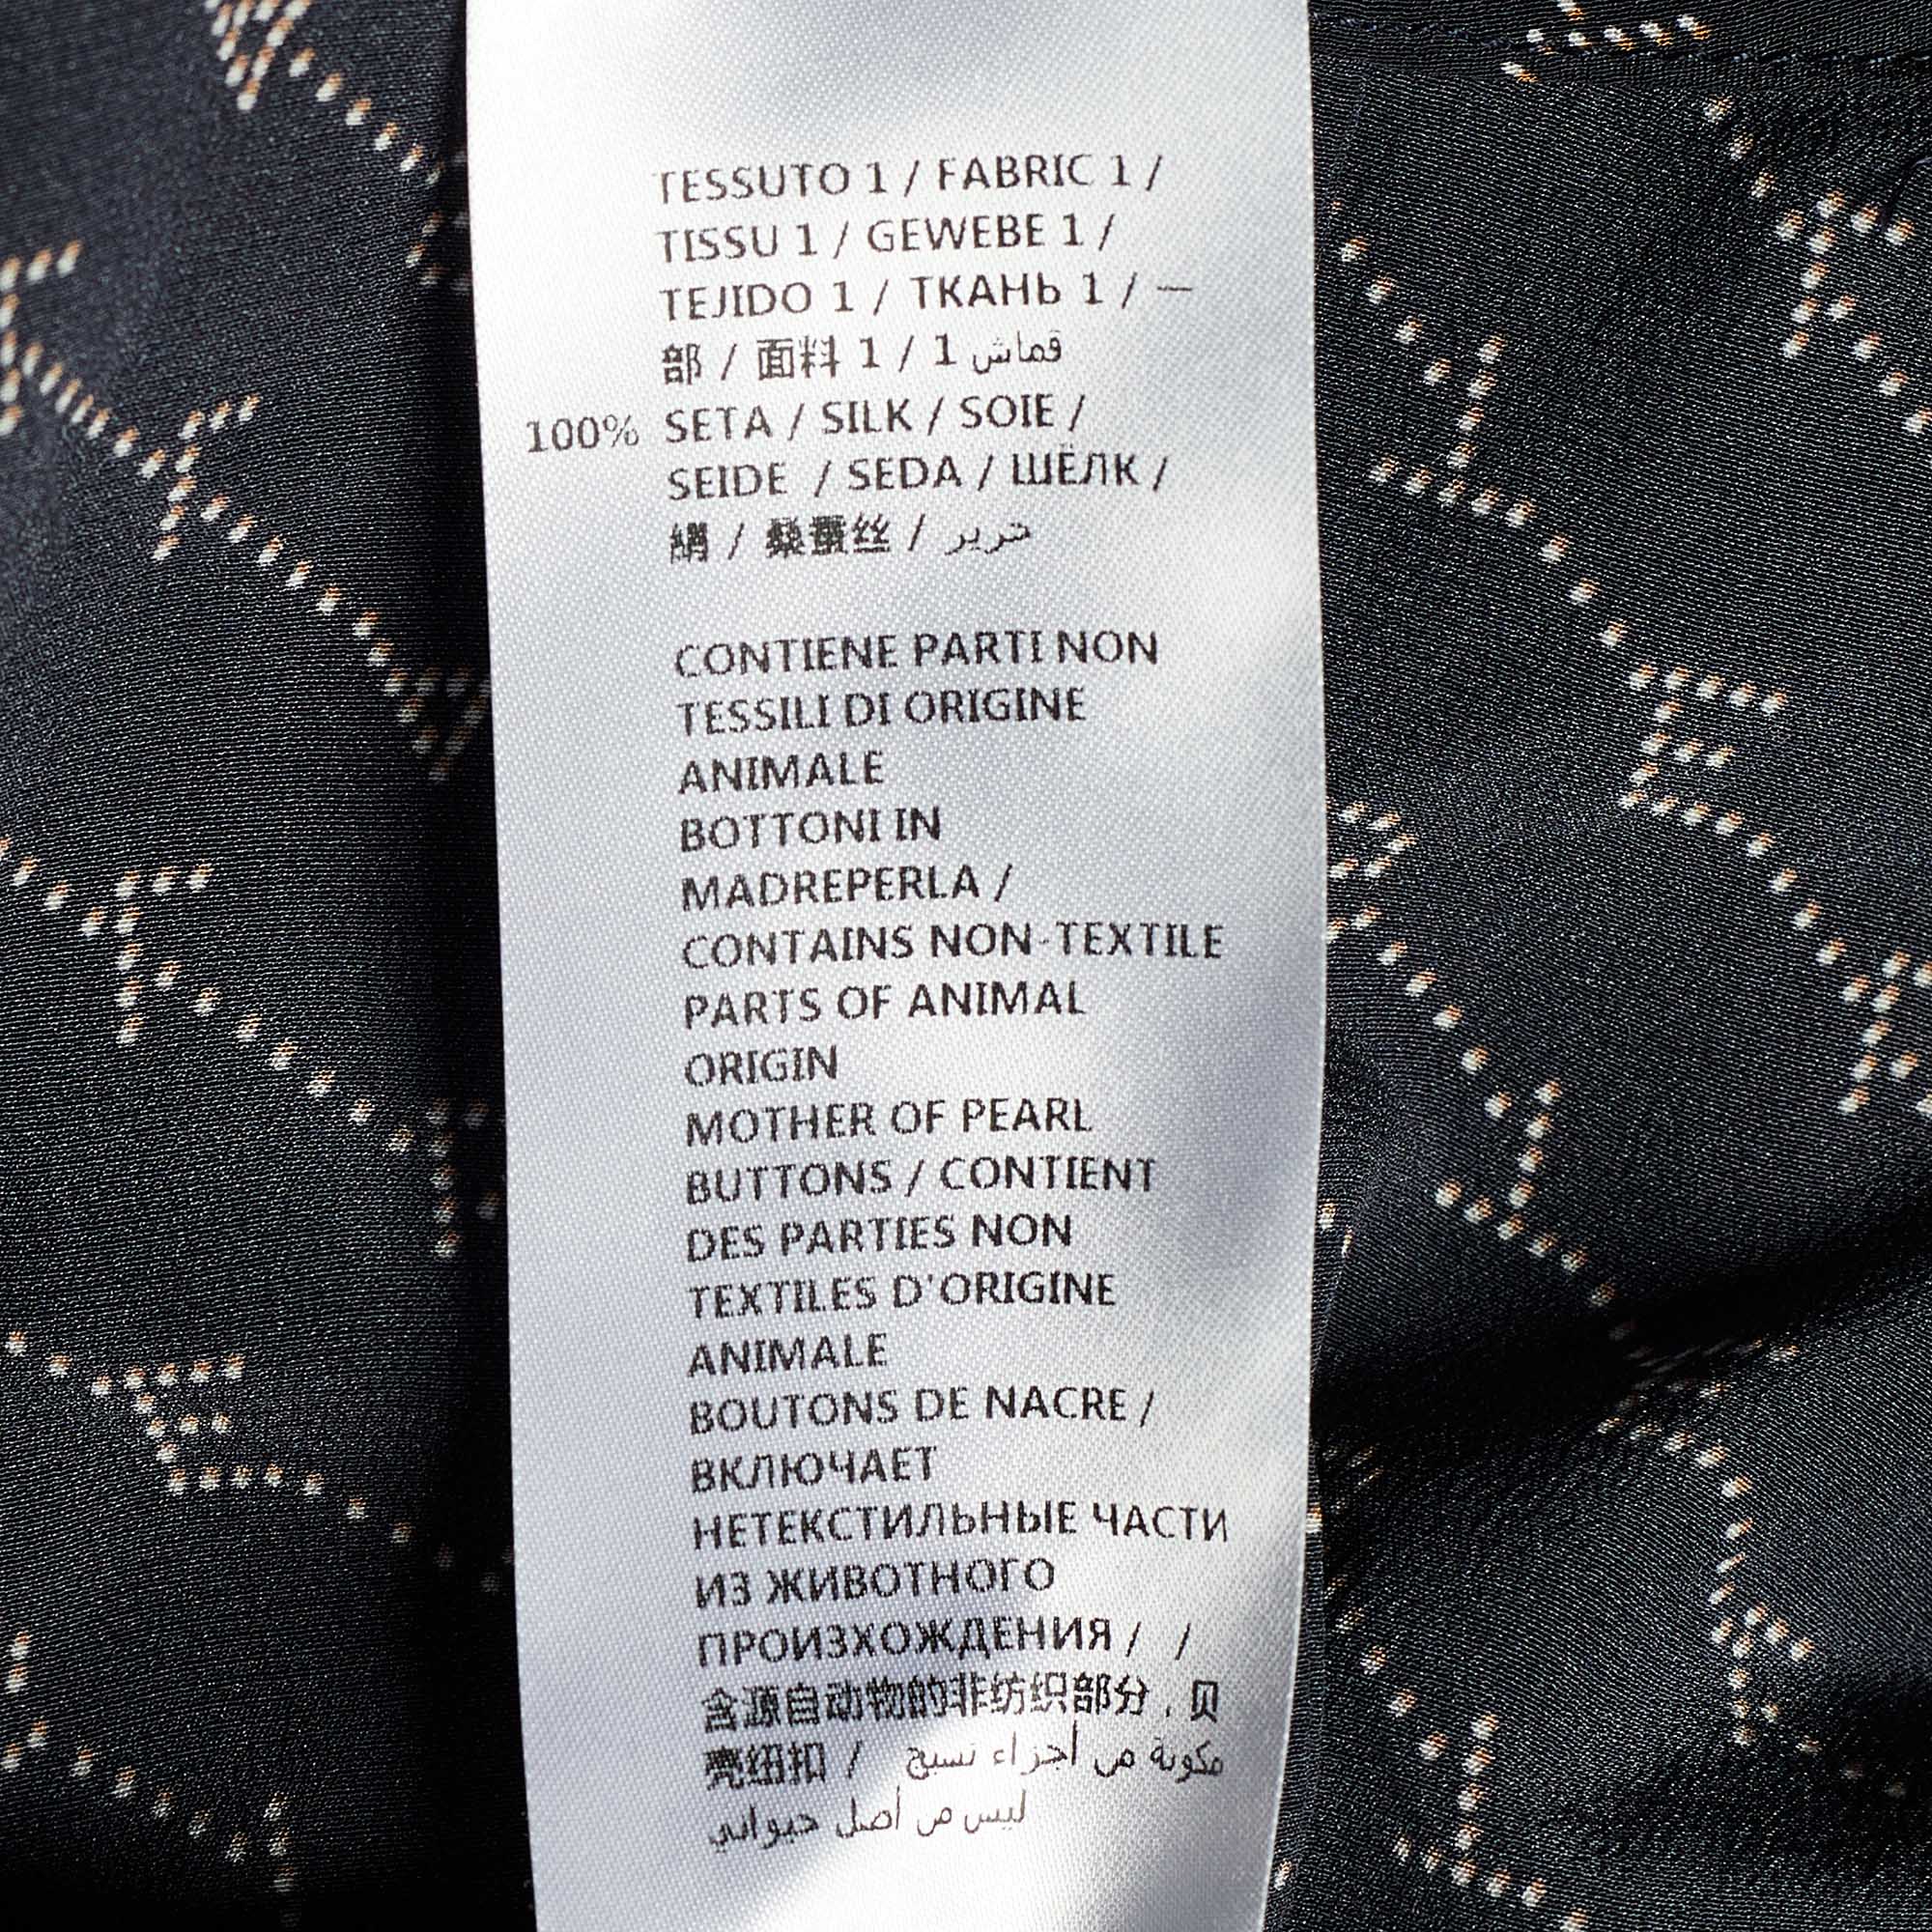 TESSUTO 1 / FABRIC 1 /
TISSU 1 / GEWEBE 1 /
TEJIDO 1 / ТКАНЬ 1 / —
部 / 面料 1 / 1 قماش
100% SETA / SILK / SOIE /
SEIDE / SEDA / ШЁЛК /
絹 / 桑蚕丝 / حرير
CONTIENE PARTI NON
TESSILI DI ORIGINE
ANIMALE
BOTTONI IN
MADREPERLA /
CONTAINS NON-TEXTILE
PARTS OF ANIMAL
ORIGIN
MOTHER OF PEARL
BUTTONS / CONTIENT
DES PARTIES NON
TEXTILES D'ORIGINE
ANIMALE
BOUTONS DE NACRE /
ВКЛЮЧАЕТ
НЕТЕКСТИЛЬНЫЕ ЧАСТИ
ИЗ ЖИВОТНОГО
ПРОИЗХОЖДЕНИЯ / /
含源自动物的非纺织部分，贝
壳纽扣 / مكونة من أجزاء نسيج
ليس من أصل حيواني